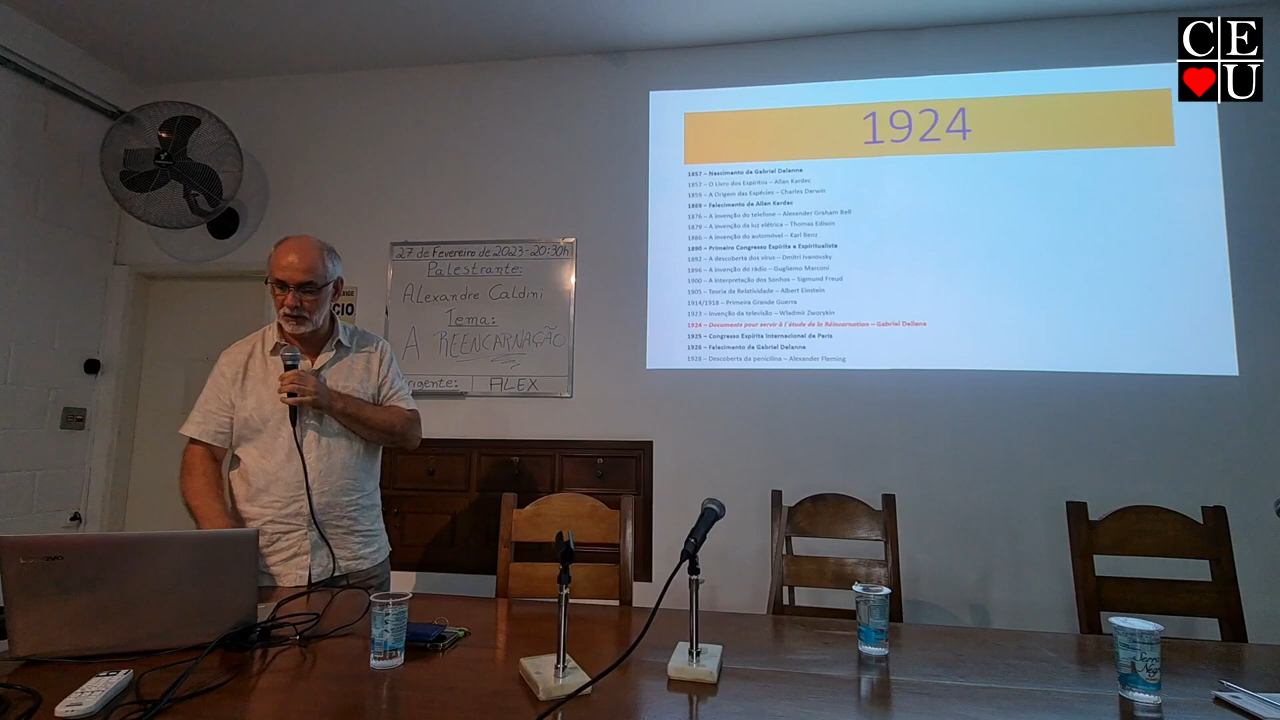 CE
U
1924
1857 – Nascimento de Gabriel Delanne
1857 – O Livro dos Espíritos – Allan Kardec
1859 – A Origem das Espécies – Charles Darwin
1869 – Falecimento de Allan Kardec
1876 – A invenção do telefone – Alexander Graham Bell
1879 – A invenção da luz elétrica – Thomas Edison
1886 – A invenção do automóvel – Karl Benz
1890 – Primeiro Congresso Espírita e Espiritualista
1892 – A descoberta dos vírus – Dmitri Ivanovsky
1896 – A invenção do rádio – Gugliemo Marconi
1900 – A Interpretação dos Sonhos – Sigmund Freud
1905 – Teoria da Relatividade – Albert Einstein
1914/1918 – Primeira Grande Guerra
1923 – Invenção da televisão – Wladmir Zworykin
1924 – Documents pour servir à l'étude de la Réincarnation – Gabriel Dellane
1925 – Congresso Espírita Internacional de Paris
1926 – Falecimento de Gabriel Delanne
1928 – Descoberta da penicilina – Alexander Fleming
27 de Fevereiro de 2023-20:30h
Palestrante:
Alexandre Caldini
Tema:
A REENCARNAÇÃO
rigente: ALEX
CIO
Lenovo